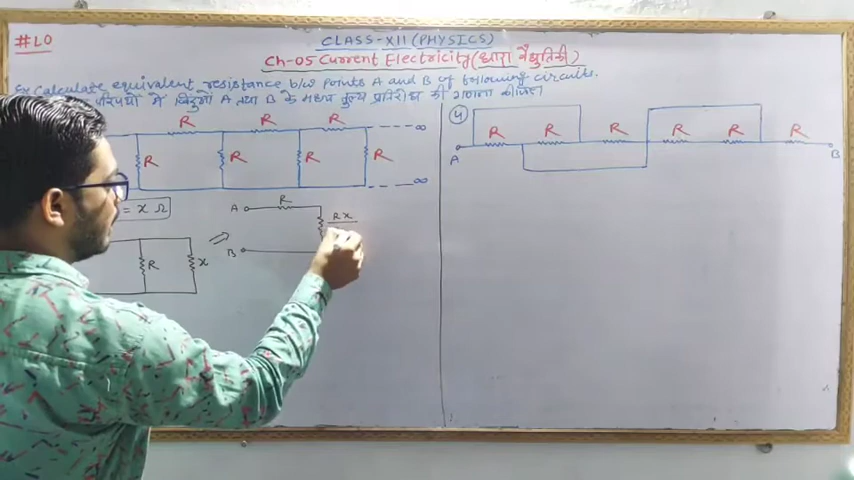 #L0
CLASS-XII (PHYSICS)
Ch-05 Current Electricity (धारा वैद्युतिकी)
Ex Calculate equivalent resistance b/w points A and B of following circuits.
में बिंदुओं A तथा B के मध्य तुल्य प्रतिरोध की गणना कीजिए।
R R R ∞
R R R R
∞
= x Ω
R x
A R
Rx
B
4
R R R R R R
A B